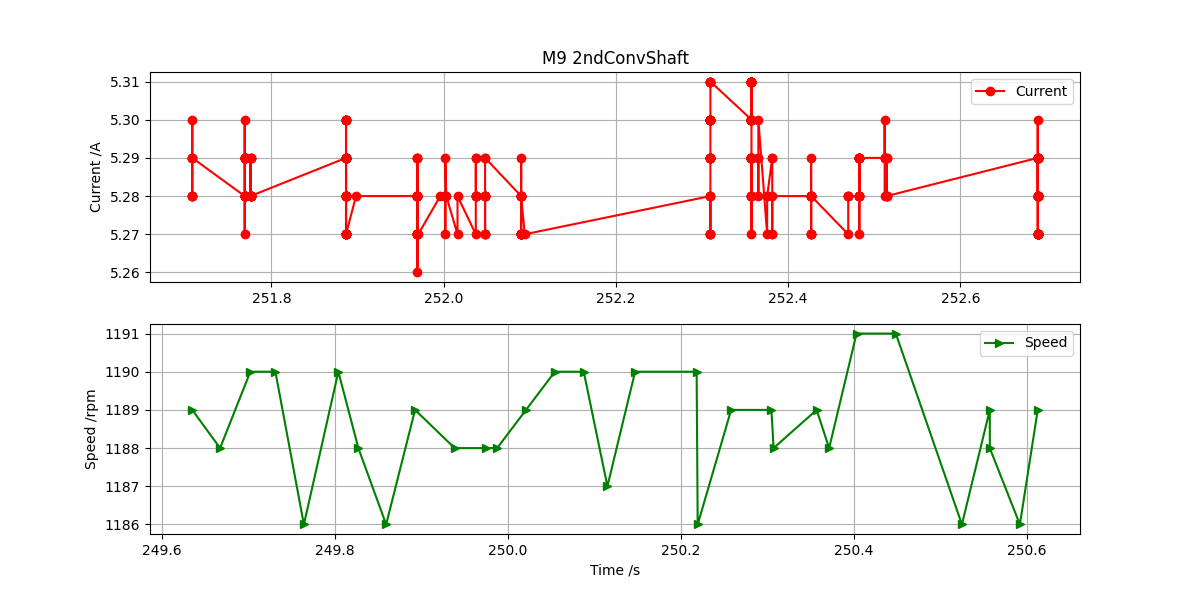 M9 2ndConvShaft
5.31
5.30
5.29
5.28
5.27
5.26
Current /A
Current
251.8 252.0 252.2 252.4 252.6
1191
1190
1189
1188
1187
1186
Speed /rpm
Speed
249.6 249.8 250.0 250.2 250.4 250.6
Time /s